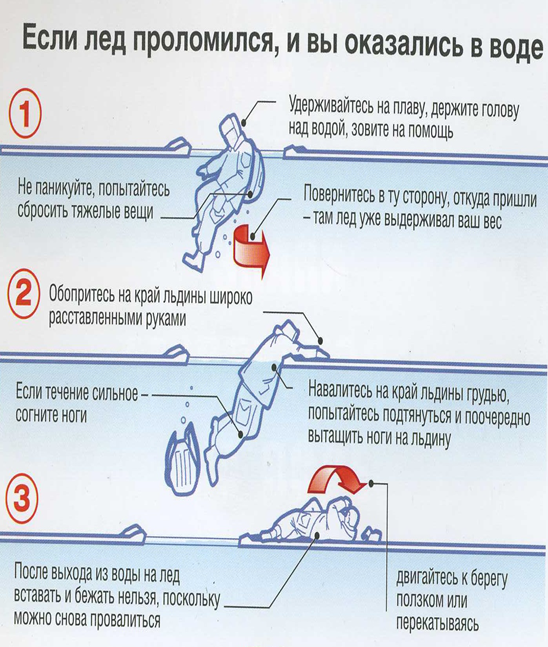 Если лед проломился, и вы оказались в воде
1
Удерживайтесь на плаву, держите голову
над водой, зовите на помощь
Не паникуйте, попытайтесь
сбросить тяжелые вещи
Повернитесь в ту сторону, откуда пришли
– там лед уже выдерживал ваш вес
2
Обопритесь на край льдины широко
расставленными руками
Если течение сильное –
согните ноги
Навалитесь на край льдины грудью,
попытайтесь подтянуться и поочередно
вытащить ноги на льдину
3
После выхода из воды на лед
вставать и бежать нельзя, поскольку
можно снова провалиться
двигайтесь к берегу
ползком или
перекатываясь